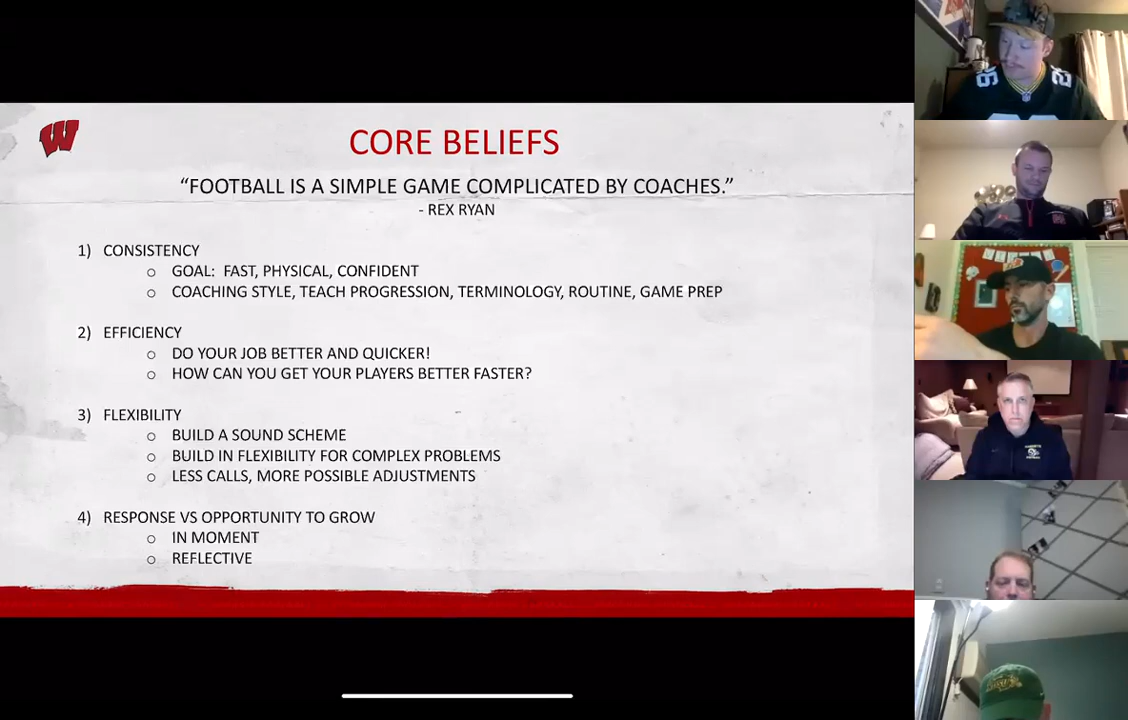 W
CORE BELIEFS
“FOOTBALL IS A SIMPLE GAME COMPLICATED BY COACHES.”
- REX RYAN
1) CONSISTENCY
o GOAL: FAST, PHYSICAL, CONFIDENT
o COACHING STYLE, TEACH PROGRESSION, TERMINOLOGY, ROUTINE, GAME PREP
2) EFFICIENCY
o DO YOUR JOB BETTER AND QUICKER!
o HOW CAN YOU GET YOUR PLAYERS BETTER FASTER?
3) FLEXIBILITY
o BUILD A SOUND SCHEME
o BUILD IN FLEXIBILITY FOR COMPLEX PROBLEMS
o LESS CALLS, MORE POSSIBLE ADJUSTMENTS
4) RESPONSE VS OPPORTUNITY TO GROW
o IN MOMENT
o REFLECTIVE